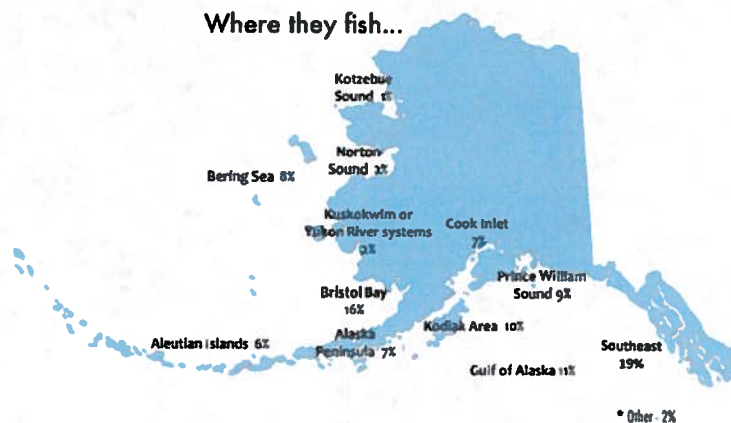 Where they fish...
Kotzebue
Sound 1%
Norton
Sound 2%
Bering Sea 8%
Kuskokwim or
Yukon River systems
2%
Cook Inlet
7%
Prince William
Sound 9%
Bristol Bay
16%
Kodiak Area 10%
Alaska
Peninsula 7%
Aleutian Islands 6%
Southeast
19%
Gulf of Alaska 11%
* Other - 2%